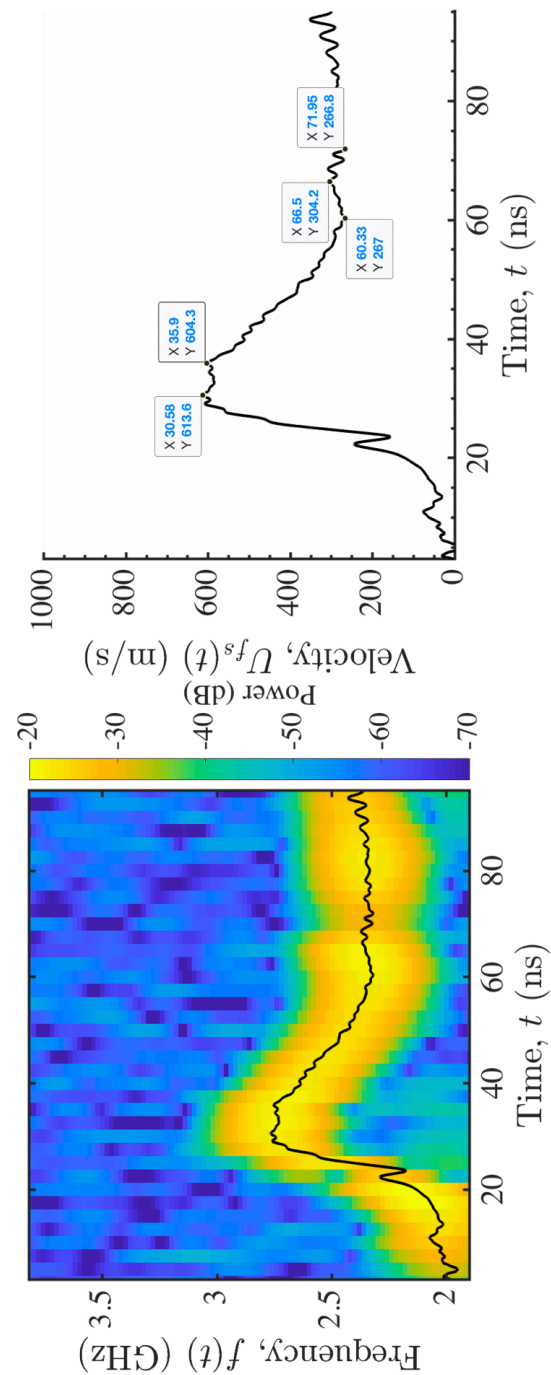 Frequency, f(t) (GHz)
3.5
3
2.5
2
20
40
60
80
Time, t (ns)
-20
-30
-40
-50
-60
-70
Power (dB)
Velocity, U_fs(t) (m/s)
1000
800
600
400
200
0
20
40
60
80
Time, t (ns)
X 30.58
Y 613.6
X 35.9
Y 604.3
X 60.33
Y 267
X 66.5
Y 304.2
X 71.95
Y 266.8